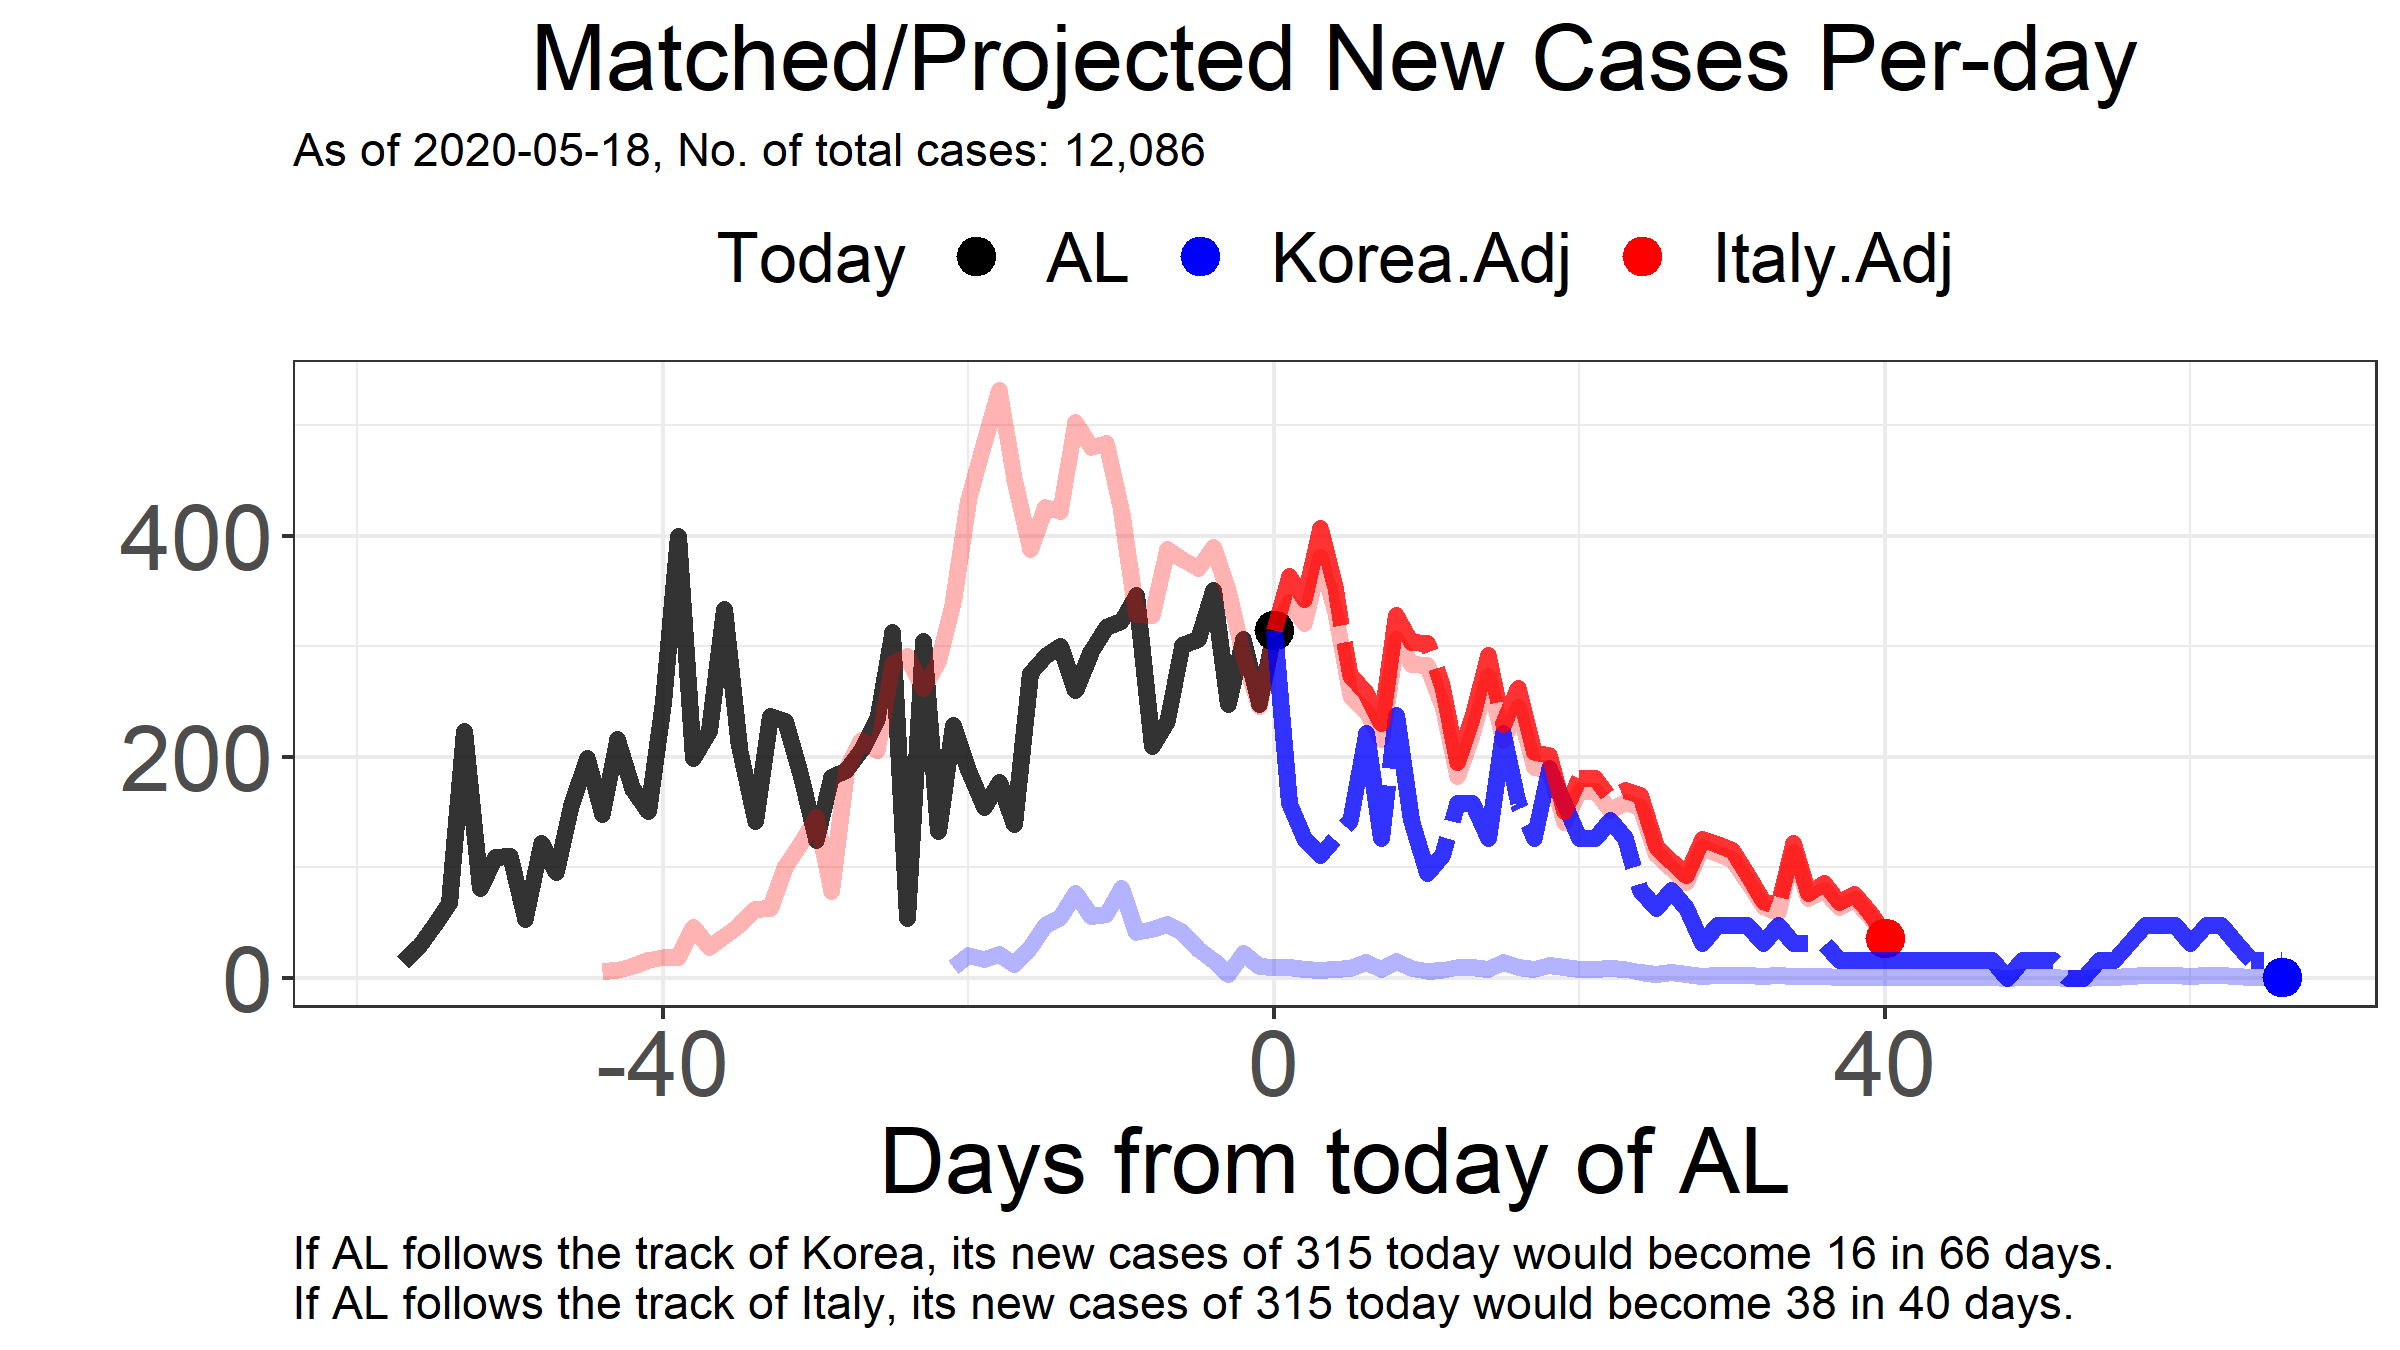 Matched/Projected New Cases Per-day
As of 2020-05-18, No. of total cases: 12,086
Today AL Korea.Adj Italy.Adj
400
200
0
-40 0 40
Days from today of AL
If AL follows the track of Korea, its new cases of 315 today would become 16 in 66 days.
If AL follows the track of Italy, its new cases of 315 today would become 38 in 40 days.